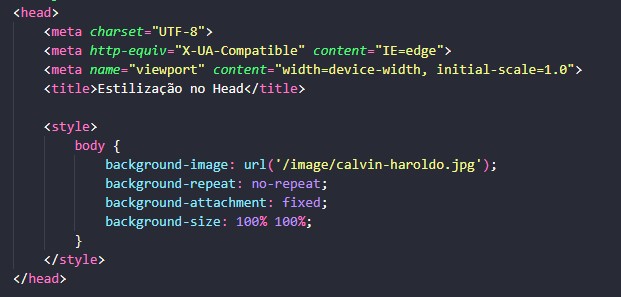 <head>
<meta charset="UTF-8">
<meta http-equiv="X-UA-Compatible" content="IE=edge">
<meta name="viewport" content="width=device-width, initial-scale=1.0">
<title>Estilização no Head</title>
<style>
body {
background-image: url('/image/calvin-haroldo.jpg');
background-repeat: no-repeat;
background-attachment: fixed;
background-size: 100% 100%;
}
</style>
</head>